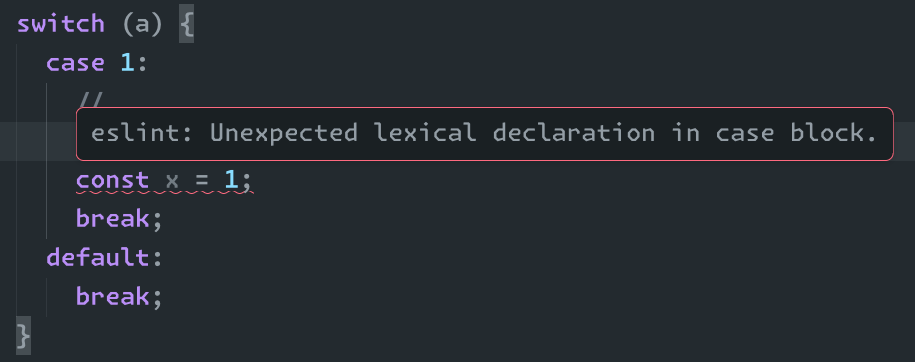 switch (a) {
case 1:
//
eslint: Unexpected lexical declaration in case block.
const x = 1;
break;
default:
break;
}